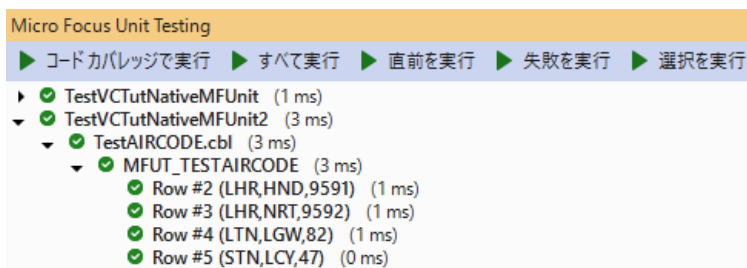 Micro Focus Unit Testing
コードカバレッジで実行 すべて実行 直前を実行 失敗を実行 選択を実行
TestVCTutNativeMFUnit (1 ms)
TestVCTutNativeMFUnit2 (3 ms)
TestAIRCODE.cbl (3 ms)
MFUT_TESTAIRCODE (3 ms)
Row #2 (LHR,HND,9591) (1 ms)
Row #3 (LHR,NRT,9592) (1 ms)
Row #4 (LTN,LGW,82) (1 ms)
Row #5 (STN,LCY,47) (0 ms)